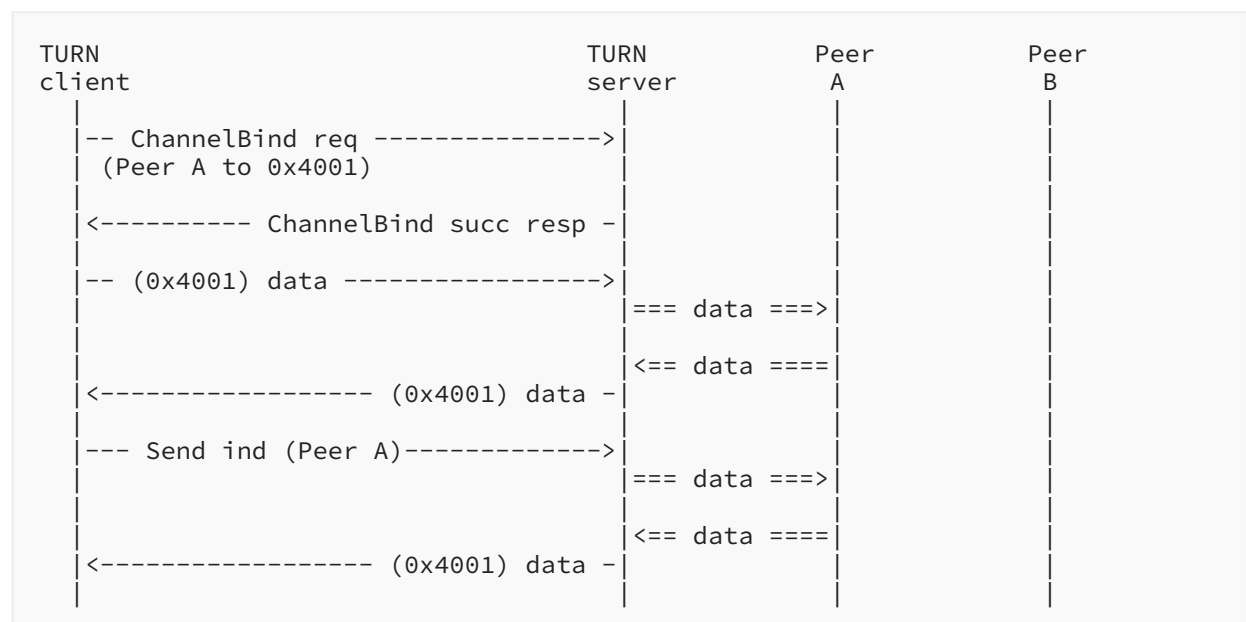 TURN                                TURN          Peer          Peer
client                              server          A             B
  |                                   |             |             |
  |-- ChannelBind req --------------->|             |             |
  | (Peer A to 0x4001)                |             |             |
  |                                   |             |             |
  |<---------- ChannelBind succ resp -|             |             |
  |                                   |             |             |
  |-- (0x4001) data ----------------->|             |             |
  |                                   |=== data ===>|             |
  |                                   |             |             |
  |                                   |<== data ====|             |
  |<------------------ (0x4001) data -|             |             |
  |                                   |             |             |
  |--- Send ind (Peer A)------------->|             |             |
  |                                   |=== data ===>|             |
  |                                   |             |             |
  |                                   |<== data ====|             |
  |<------------------ (0x4001) data -|             |             |
  |                                   |             |             |